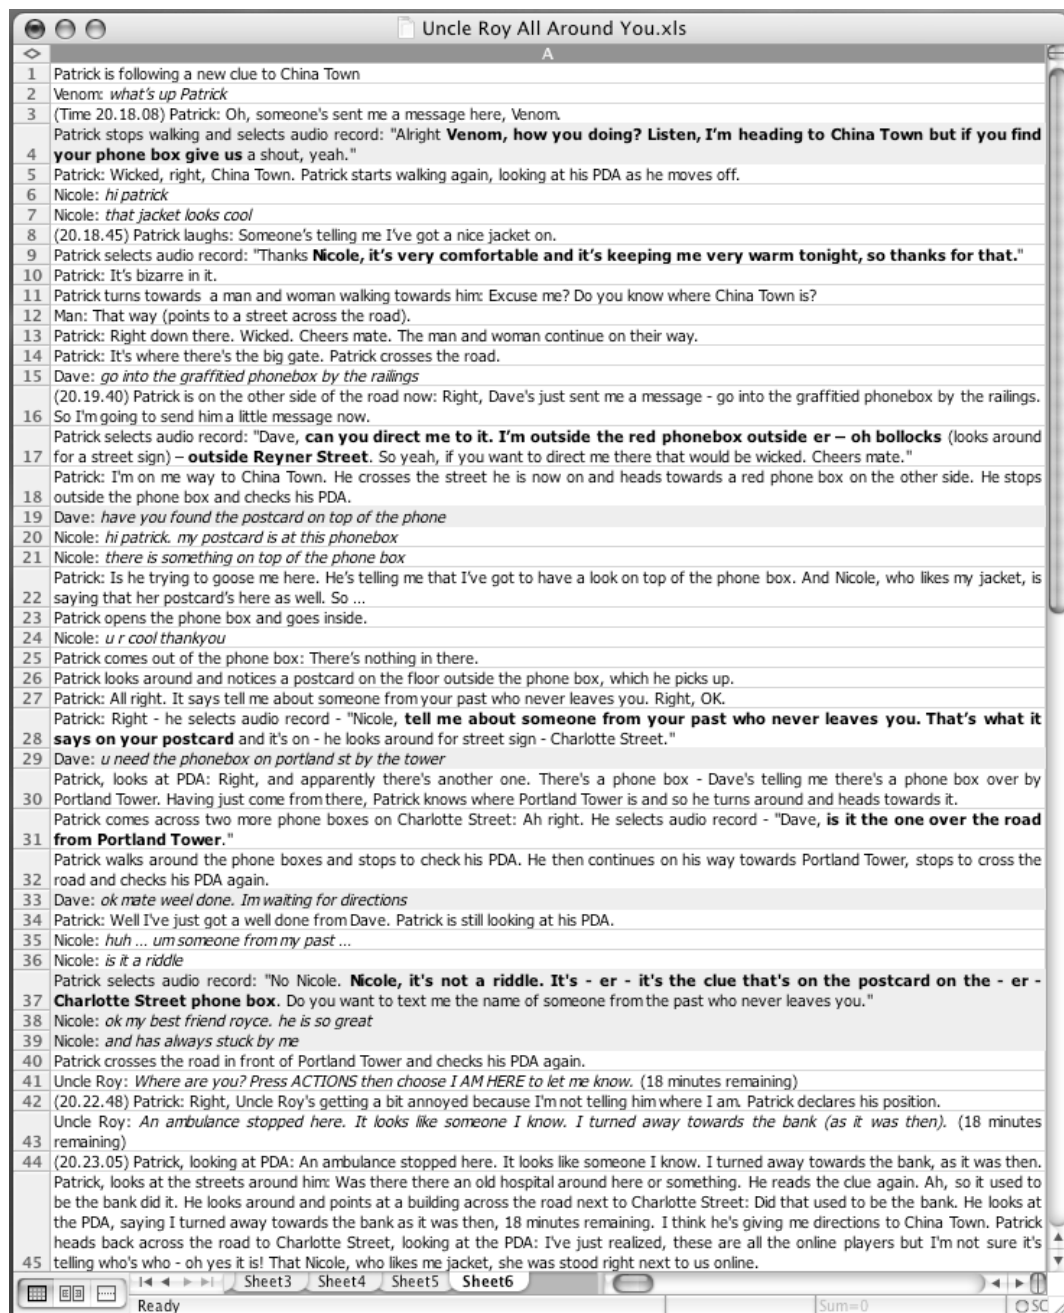 Uncle Roy All Around You.xls
A
1 Patrick is following a new clue to China Town
2 Venom: what's up Patrick
3 (Time 20.18.08) Patrick: Oh, someone's sent me a message here, Venom.
Patrick stops walking and selects audio record: "Alright Venom, how you doing? Listen, I'm heading to China Town but if you find
4 your phone box give us a shout, yeah."
5 Patrick: Wicked, right, China Town. Patrick starts walking again, looking at his PDA as he moves off.
6 Nicole: hi patrick
7 Nicole: that jacket looks cool
8 (20.18.45) Patrick laughs: Someone's telling me I've got a nice jacket on.
9 Patrick selects audio record: "Thanks Nicole, it's very comfortable and it's keeping me very warm tonight, so thanks for that."
10 Patrick: It's bizarre in it.
11 Patrick turns towards a man and woman walking towards him: Excuse me? Do you know where China Town is?
12 Man: That way (points to a street across the road).
13 Patrick: Right down there. Wicked. Cheers mate. The man and woman continue on their way.
14 Patrick: It's where there's the big gate. Patrick crosses the road.
15 Dave: go into the graffitied phonebox by the railings
(20.19.40) Patrick is on the other side of the road now: Right, Dave's just sent me a message - go into the graffitied phonebox by the railings.
16 So I'm going to send him a little message now.
Patrick selects audio record: "Dave, can you direct me to it. I'm outside the red phonebox outside er – oh bollocks (looks around
17 for a street sign) – outside Reyner Street. So yeah, if you want to direct me there that would be wicked. Cheers mate."
Patrick: I'm on me way to China Town. He crosses the street he is now on and heads towards a red phone box on the other side. He stops
18 outside the phone box and checks his PDA.
19 Dave: have you found the postcard on top of the phone
20 Nicole: hi patrick. my postcard is at this phonebox
21 Nicole: there is something on top of the phone box
Patrick: Is he trying to goose me here. He's telling me that I've got to have a look on top of the phone box. And Nicole, who likes my jacket, is
22 saying that her postcard's here as well. So ...
23 Patrick opens the phone box and goes inside.
24 Nicole: u r cool thankyou
25 Patrick comes out of the phone box: There's nothing in there.
26 Patrick looks around and notices a postcard on the floor outside the phone box, which he picks up.
27 Patrick: All right. It says tell me about someone from your past who never leaves you. Right, OK.
Patrick: Right - he selects audio record - "Nicole, tell me about someone from your past who never leaves you. That's what it
28 says on your postcard and it's on - he looks around for street sign - Charlotte Street."
29 Dave: u need the phonebox on portland st by the tower
Patrick, looks at PDA: Right, and apparently there's another one. There's a phone box - Dave's telling me there's a phone box over by
30 Portland Tower. Having just come from there, Patrick knows where Portland Tower is and so he turns around and heads towards it.
Patrick comes across two more phone boxes on Charlotte Street: Ah right. He selects audio record - "Dave, is it the one over the road
31 from Portland Tower."
Patrick walks around the phone boxes and stops to check his PDA. He then continues on his way towards Portland Tower, stops to cross the
32 road and checks his PDA again.
33 Dave: ok mate weel done. Im waiting for directions
34 Patrick: Well I've just got a well done from Dave. Patrick is still looking at his PDA.
35 Nicole: huh ... um someone from my past ...
36 Nicole: is it a riddle
Patrick selects audio record: "No Nicole. Nicole, it's not a riddle. It's - er - it's the clue that's on the postcard on the - er -
37 Charlotte Street phone box. Do you want to text me the name of someone from the past who never leaves you."
38 Nicole: ok my best friend royce. he is so great
39 Nicole: and has always stuck by me
40 Patrick crosses the road in front of Portland Tower and checks his PDA again.
41 Uncle Roy: Where are you? Press ACTIONS then choose I AM HERE to let me know. (18 minutes remaining)
42 (20.22.48) Patrick: Right, Uncle Roy's getting a bit annoyed because I'm not telling him where I am. Patrick declares his position.
Uncle Roy: An ambulance stopped here. It looks like someone I know. I turned away towards the bank (as it was then). (18 minutes
43 remaining)
44 (20.23.05) Patrick, looking at PDA: An ambulance stopped here. It looks like someone I know. I turned away towards the bank, as it was then.
Patrick, looks at the streets around him: Was there there an old hospital around here or something. He reads the clue again. Ah, so it used to
be the bank did it. He looks around and points at a building across the road next to Charlotte Street: Did that used to be the bank. He looks at
the PDA, saying I turned away towards the bank as it was then, 18 minutes remaining. I think he's giving me directions to China Town. Patrick
heads back across the road to Charlotte Street, looking at the PDA: I've just realized, these are all the online players but I'm not sure it's
45 telling who's who - oh yes it is! That Nicole, who likes me jacket, she was stood right next to us online.
Sheet3 Sheet4 Sheet5 Sheet6
Ready Sum=0 SC